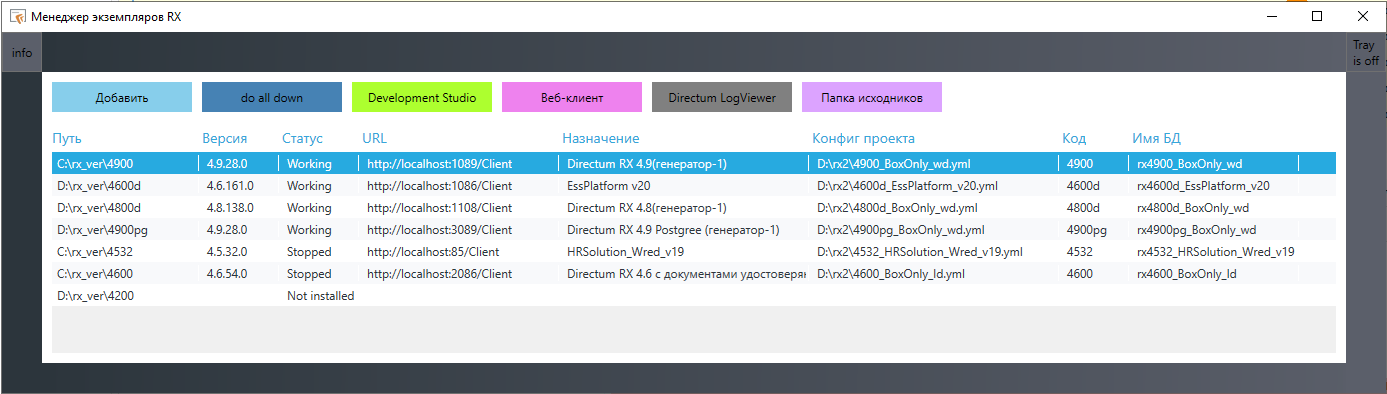 Менеджер экземпляров RX
info
Tray
is off
Добавить do all down Development Studio Веб-клиент Directum LogViewer Папка исходников
Путь Версия Статус URL Назначение Конфиг проекта Код Имя БД
C:\rx_ver\4900 4.9.28.0 Working http://localhost:1089/Client Directum RX 4.9(генератор-1) D:\rx2\4900_BoxOnly_wd.yml 4900 rx4900_BoxOnly_wd
D:\rx_ver\4600d 4.6.161.0 Working http://localhost:1086/Client EssPlatform v20 D:\rx2\4600d_EssPlatform_v20.yml 4600d rx4600d_EssPlatform_v20
D:\rx_ver\4800d 4.8.138.0 Working http://localhost:1108/Client Directum RX 4.8(генератор-1) D:\rx2\4800d_BoxOnly_wd.yml 4800d rx4800d_BoxOnly_wd
D:\rx_ver\4900pg 4.9.28.0 Working http://localhost:3089/Client Directum RX 4.9 Postgree (генератор-1) D:\rx2\4900pg_BoxOnly_wd.yml 4900pg rx4900pg_BoxOnly_wd
C:\rx_ver\4532 4.5.32.0 Stopped http://localhost:85/Client HRSolution_Wred_v19 D:\rx2\4532_HRSolution_Wred_v19.yml 4532 rx4532_HRSolution_Wred_v19
C:\rx_ver\4600 4.6.54.0 Stopped http://localhost:2086/Client Directum RX 4.6 с документами удостоверян D:\rx2\4600_BoxOnly_ld.yml 4600 rx4600_BoxOnly_ld
D:\rx_ver\4200 Not installed